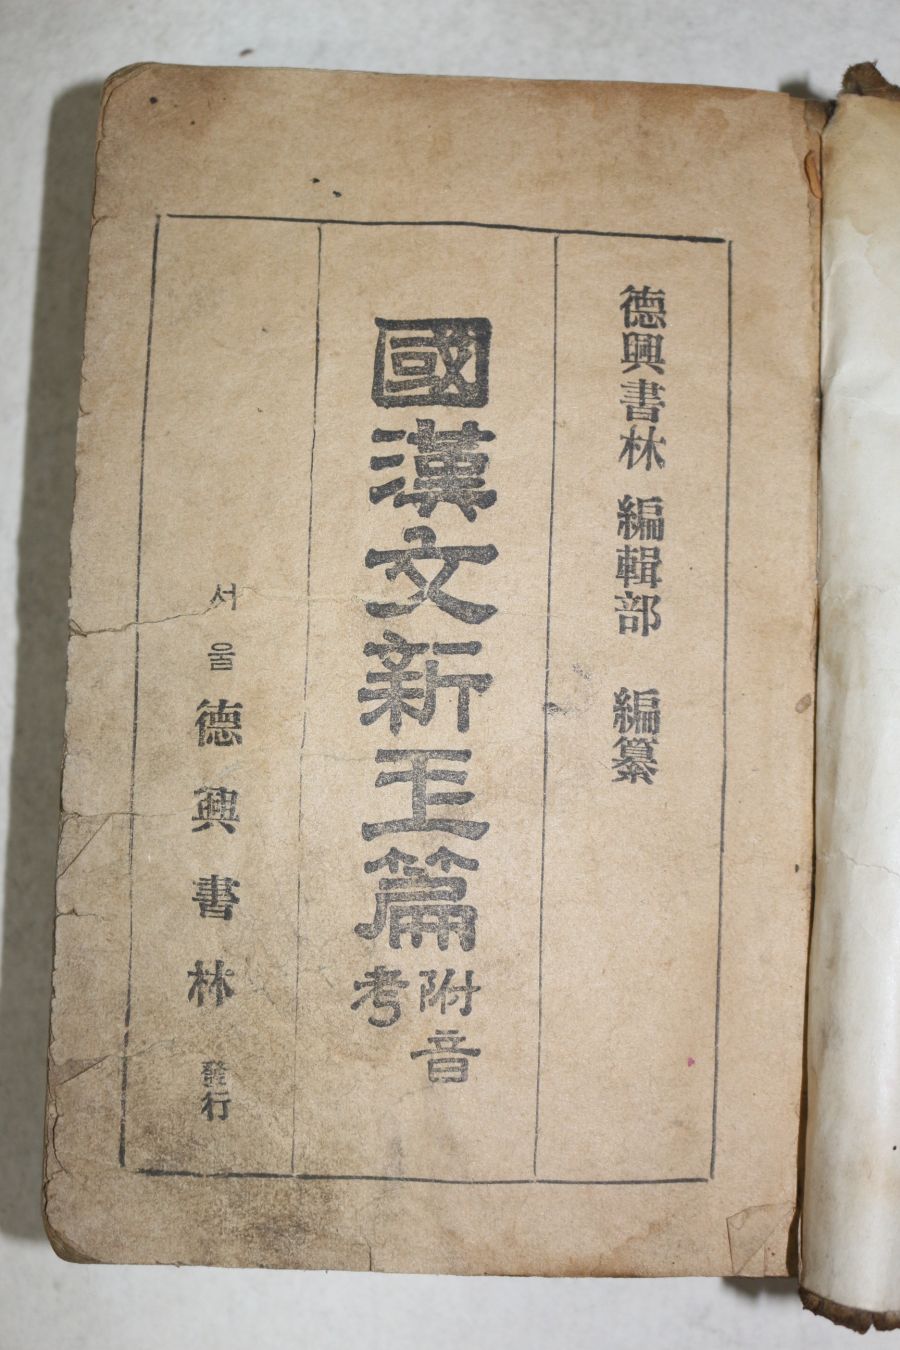 德興書林 編輯部 編纂
國漢文新玉篇 附音考
서울 德興書林 發行